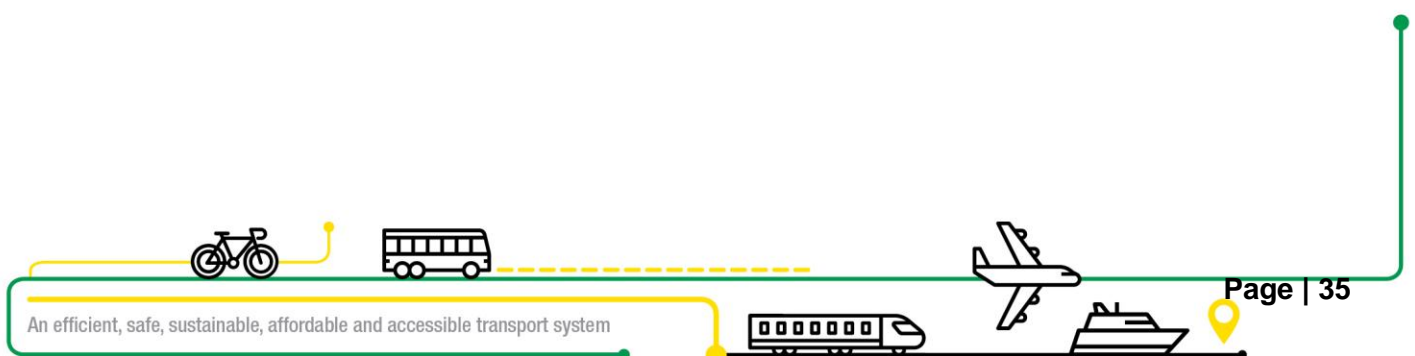 Page | 35
An efficient, safe, sustainable, affordable and accessible transport system